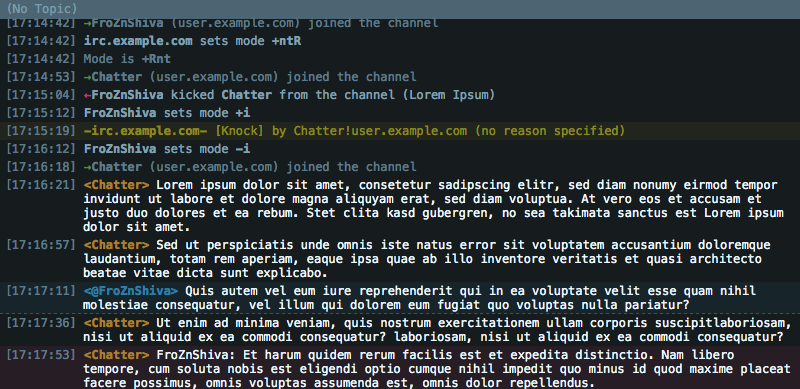 (No Topic)
[17:14:42] →FroZnShiva (user.example.com) joined the channel
[17:14:42] irc.example.com sets mode +ntR
[17:14:42] Mode is +Rnt
[17:14:53] →Chatter (user.example.com) joined the channel
[17:15:04] ←FroZnShiva kicked Chatter from the channel (Lorem Ipsum)
[17:15:12] FroZnShiva sets mode +i
[17:15:19] -irc.example.com- [Knock] by Chatter!user.example.com (no reason specified)
[17:16:12] FroZnShiva sets mode -i
[17:16:18] →Chatter (user.example.com) joined the channel
[17:16:21] <Chatter> Lorem ipsum dolor sit amet, consetetur sadipscing elitr, sed diam nonumy eirmod tempor
invidunt ut labore et dolore magna aliquyam erat, sed diam voluptua. At vero eos et accusam et
justo duo dolores et ea rebum. Stet clita kasd gubergren, no sea takimata sanctus est Lorem ipsum
dolor sit amet.
[17:16:57] <Chatter> Sed ut perspiciatis unde omnis iste natus error sit voluptatem accusantium doloremque
laudantium, totam rem aperiam, eaque ipsa quae ab illo inventore veritatis et quasi architecto
beatae vitae dicta sunt explicabo.
[17:17:11] <@FroZnShiva> Quis autem vel eum iure reprehenderit qui in ea voluptate velit esse quam nihil
molestiae consequatur, vel illum qui dolorem eum fugiat quo voluptas nulla pariatur?
[17:17:36] <Chatter> Ut enim ad minima veniam, quis nostrum exercitationem ullam corporis suscipitlaboriosam,
nisi ut aliquid ex ea commodi consequatur? laboriosam, nisi ut aliquid ex ea commodi consequatur?
[17:17:53] <Chatter> FroZnShiva: Et harum quidem rerum facilis est et expedita distinctio. Nam libero
tempore, cum soluta nobis est eligendi optio cumque nihil impedit quo minus id quod maxime placeat
facere possimus, omnis voluptas assumenda est, omnis dolor repellendus.